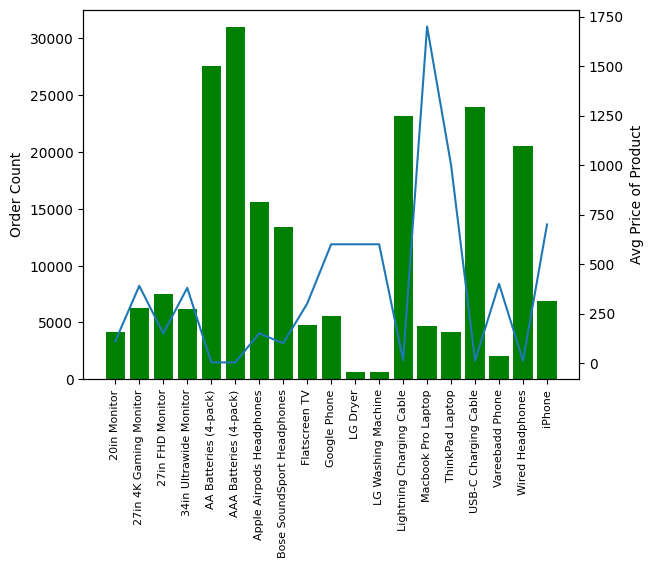 30000
25000
20000
15000
10000
5000
0
Order Count
1750
1500
1250
1000
750
500
250
0
Avg Price of Product
20in Monitor
27in 4K Gaming Monitor
27in FHD Monitor
34in Ultrawide Monitor
AA Batteries (4-pack)
AAA Batteries (4-pack)
Apple Airpods Headphones
Bose SoundSport Headphones
Flatscreen TV
Google Phone
LG Dryer
LG Washing Machine
Lightning Charging Cable
Macbook Pro Laptop
ThinkPad Laptop
USB-C Charging Cable
Vareebadd Phone
Wired Headphones
iPhone